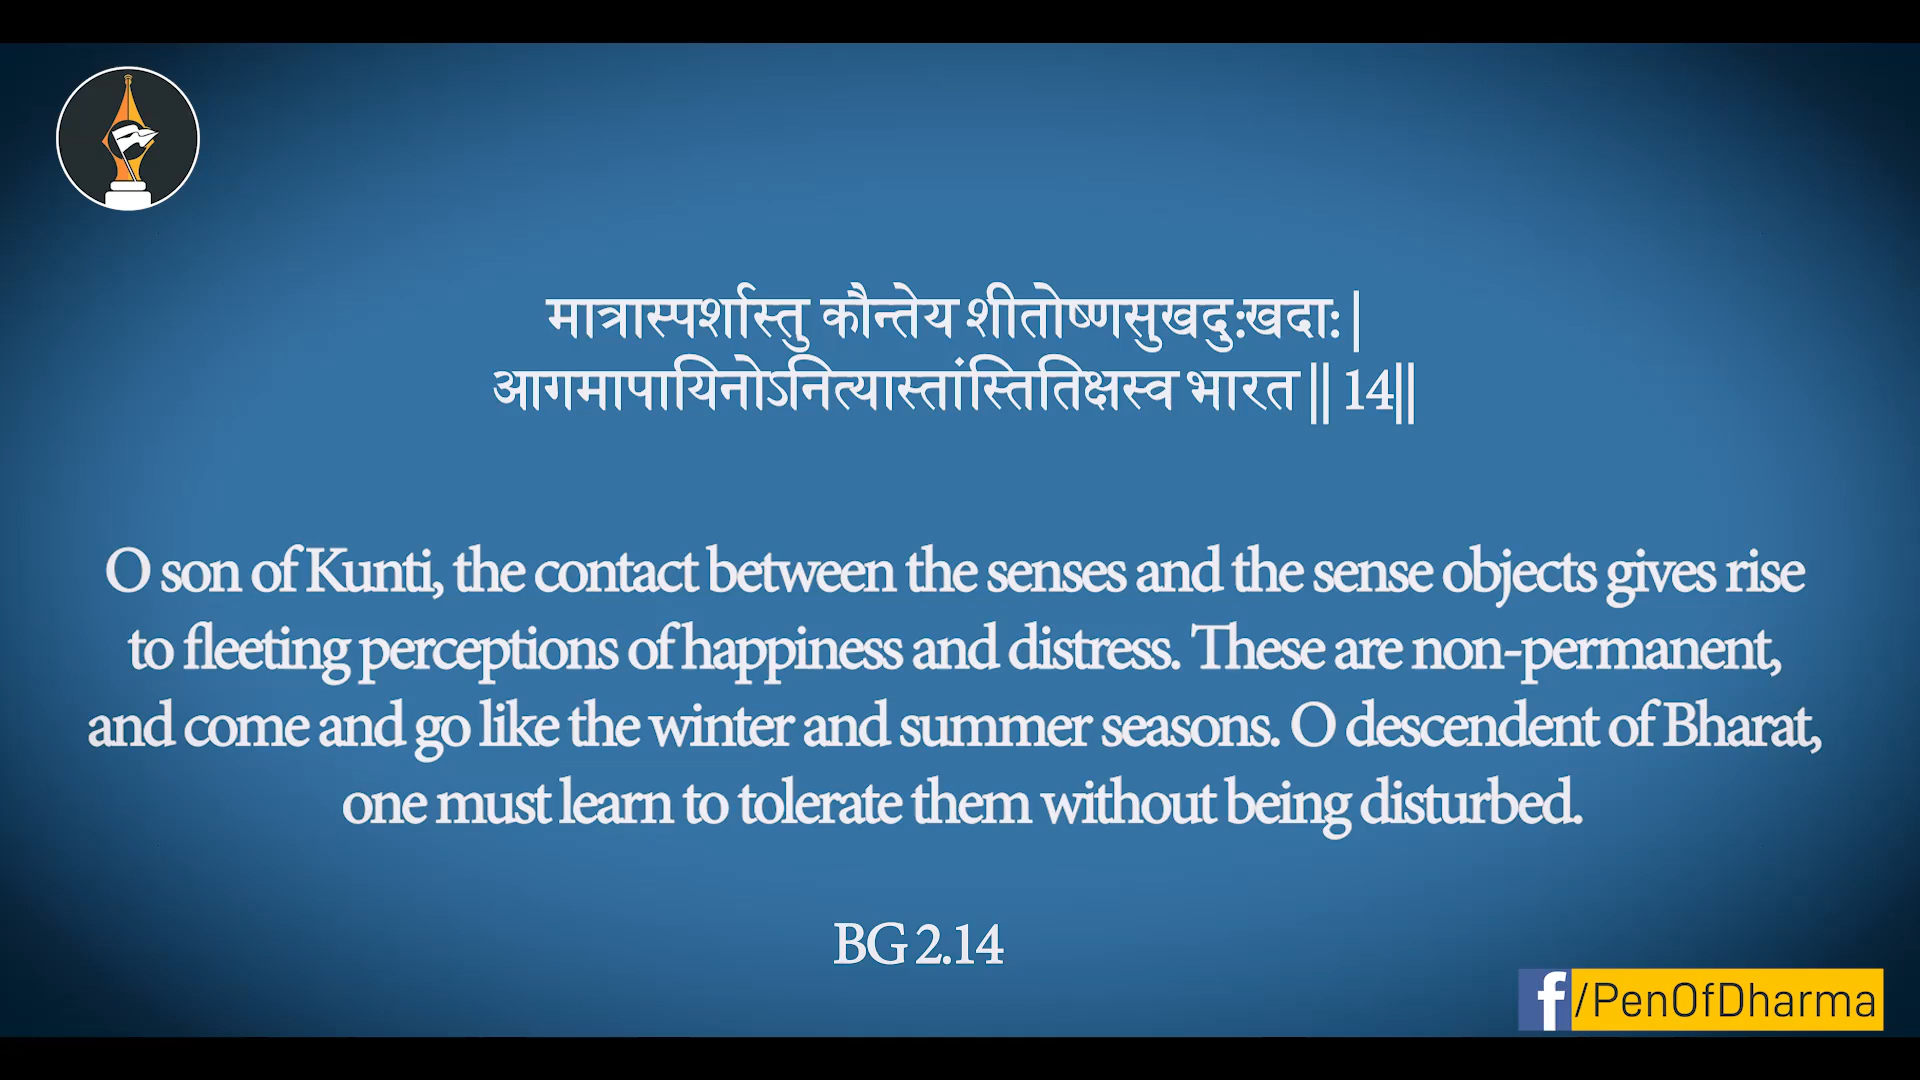 मात्रास्पर्शास्तु कौन्तेय शीतोष्णसुखदु:खदा: |
आगमापायिनोऽनित्यास्तांस्तितिक्षस्व भारत || 14||
O son of Kunti, the contact between the senses and the sense objects gives rise
to fleeting perceptions of happiness and distress. These are non-permanent,
and come and go like the winter and summer seasons. O descendent of Bharat,
one must learn to tolerate them without being disturbed.
BG 2.14
f/PenOfDharma